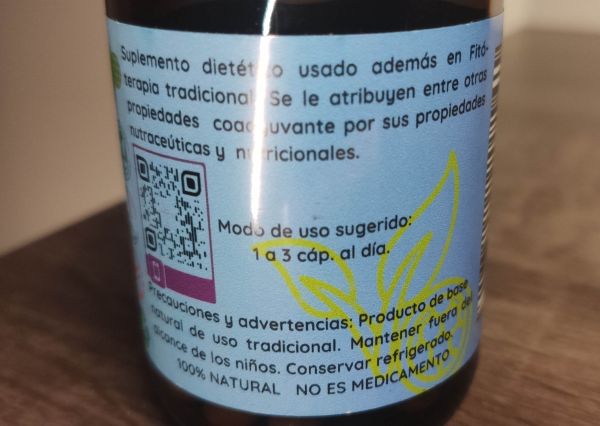 Suplemento dietético usado además en Fitó-
terapia tradicional. Se le atribuyen entre otras
propiedades coadyuvante por sus propiedades
nutraceúticas y nutricionales.
Modo de uso sugerido:
1 a 3 cáp. al día.
Precauciones y advertencias: Producto de base
natural de uso tradicional. Mantener fuera del
alcance de los niños. Conservar refrigerado.
100% NATURAL NO ES MEDICAMENTO